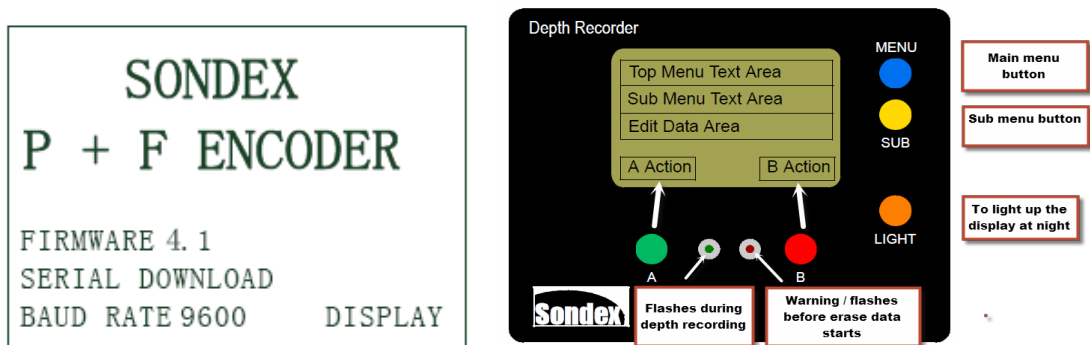 SONDEX
P + F ENCODER
FIRMWARE 4.1
SERIAL DOWNLOAD
BAUD RATE 9600 DISPLAY
Depth Recorder
MENU
Top Menu Text Area
Sub Menu Text Area
Edit Data Area
A Action
B Action
SUB
LIGHT
A
B
Sondex
Main menu
button
Sub menu button
To light up the
display at night
Flashes during
depth recording
Warning / flashes
before erase data
starts